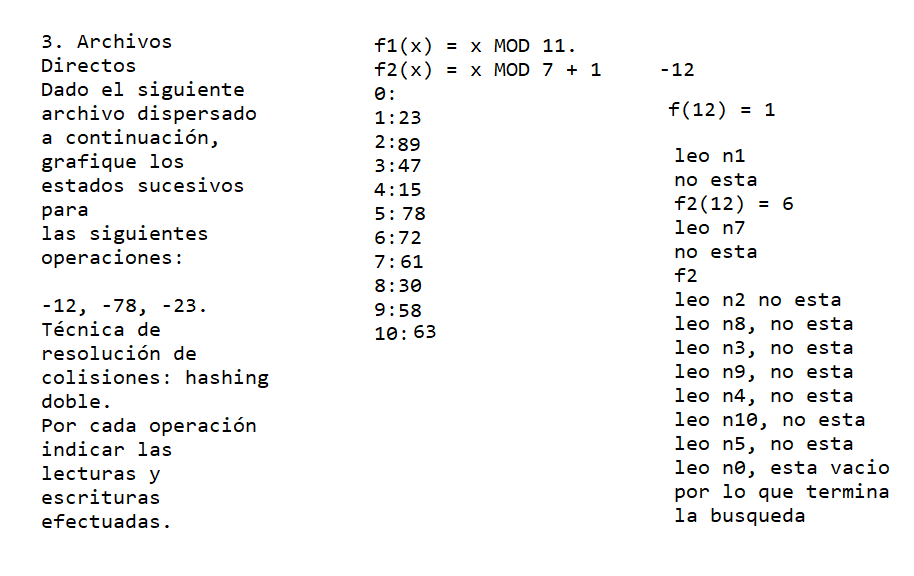 3. Archivos
Directos
Dado el siguiente
archivo dispersado
a continuación,
grafique los
estados sucesivos
para
las siguientes
operaciones:
-12, -78, -23.
Técnica de
resolución de
colisiones: hashing
doble.
Por cada operación
indicar las
lecturas y
escrituras
efectuadas.
f1(x) = x MOD 11.
f2(x) = x MOD 7 + 1
0:
1:23
2:89
3:47
4:15
5:78
6:72
7:61
8:30
9:58
10:63
-12
f(12) = 1
leo n1
no esta
f2(12) = 6
leo n7
no esta
f2
leo n2 no esta
leo n8, no esta
leo n3, no esta
leo n9, no esta
leo n4, no esta
leo n10, no esta
leo n5, no esta
leo n0, esta vacio
por lo que termina
la busqueda